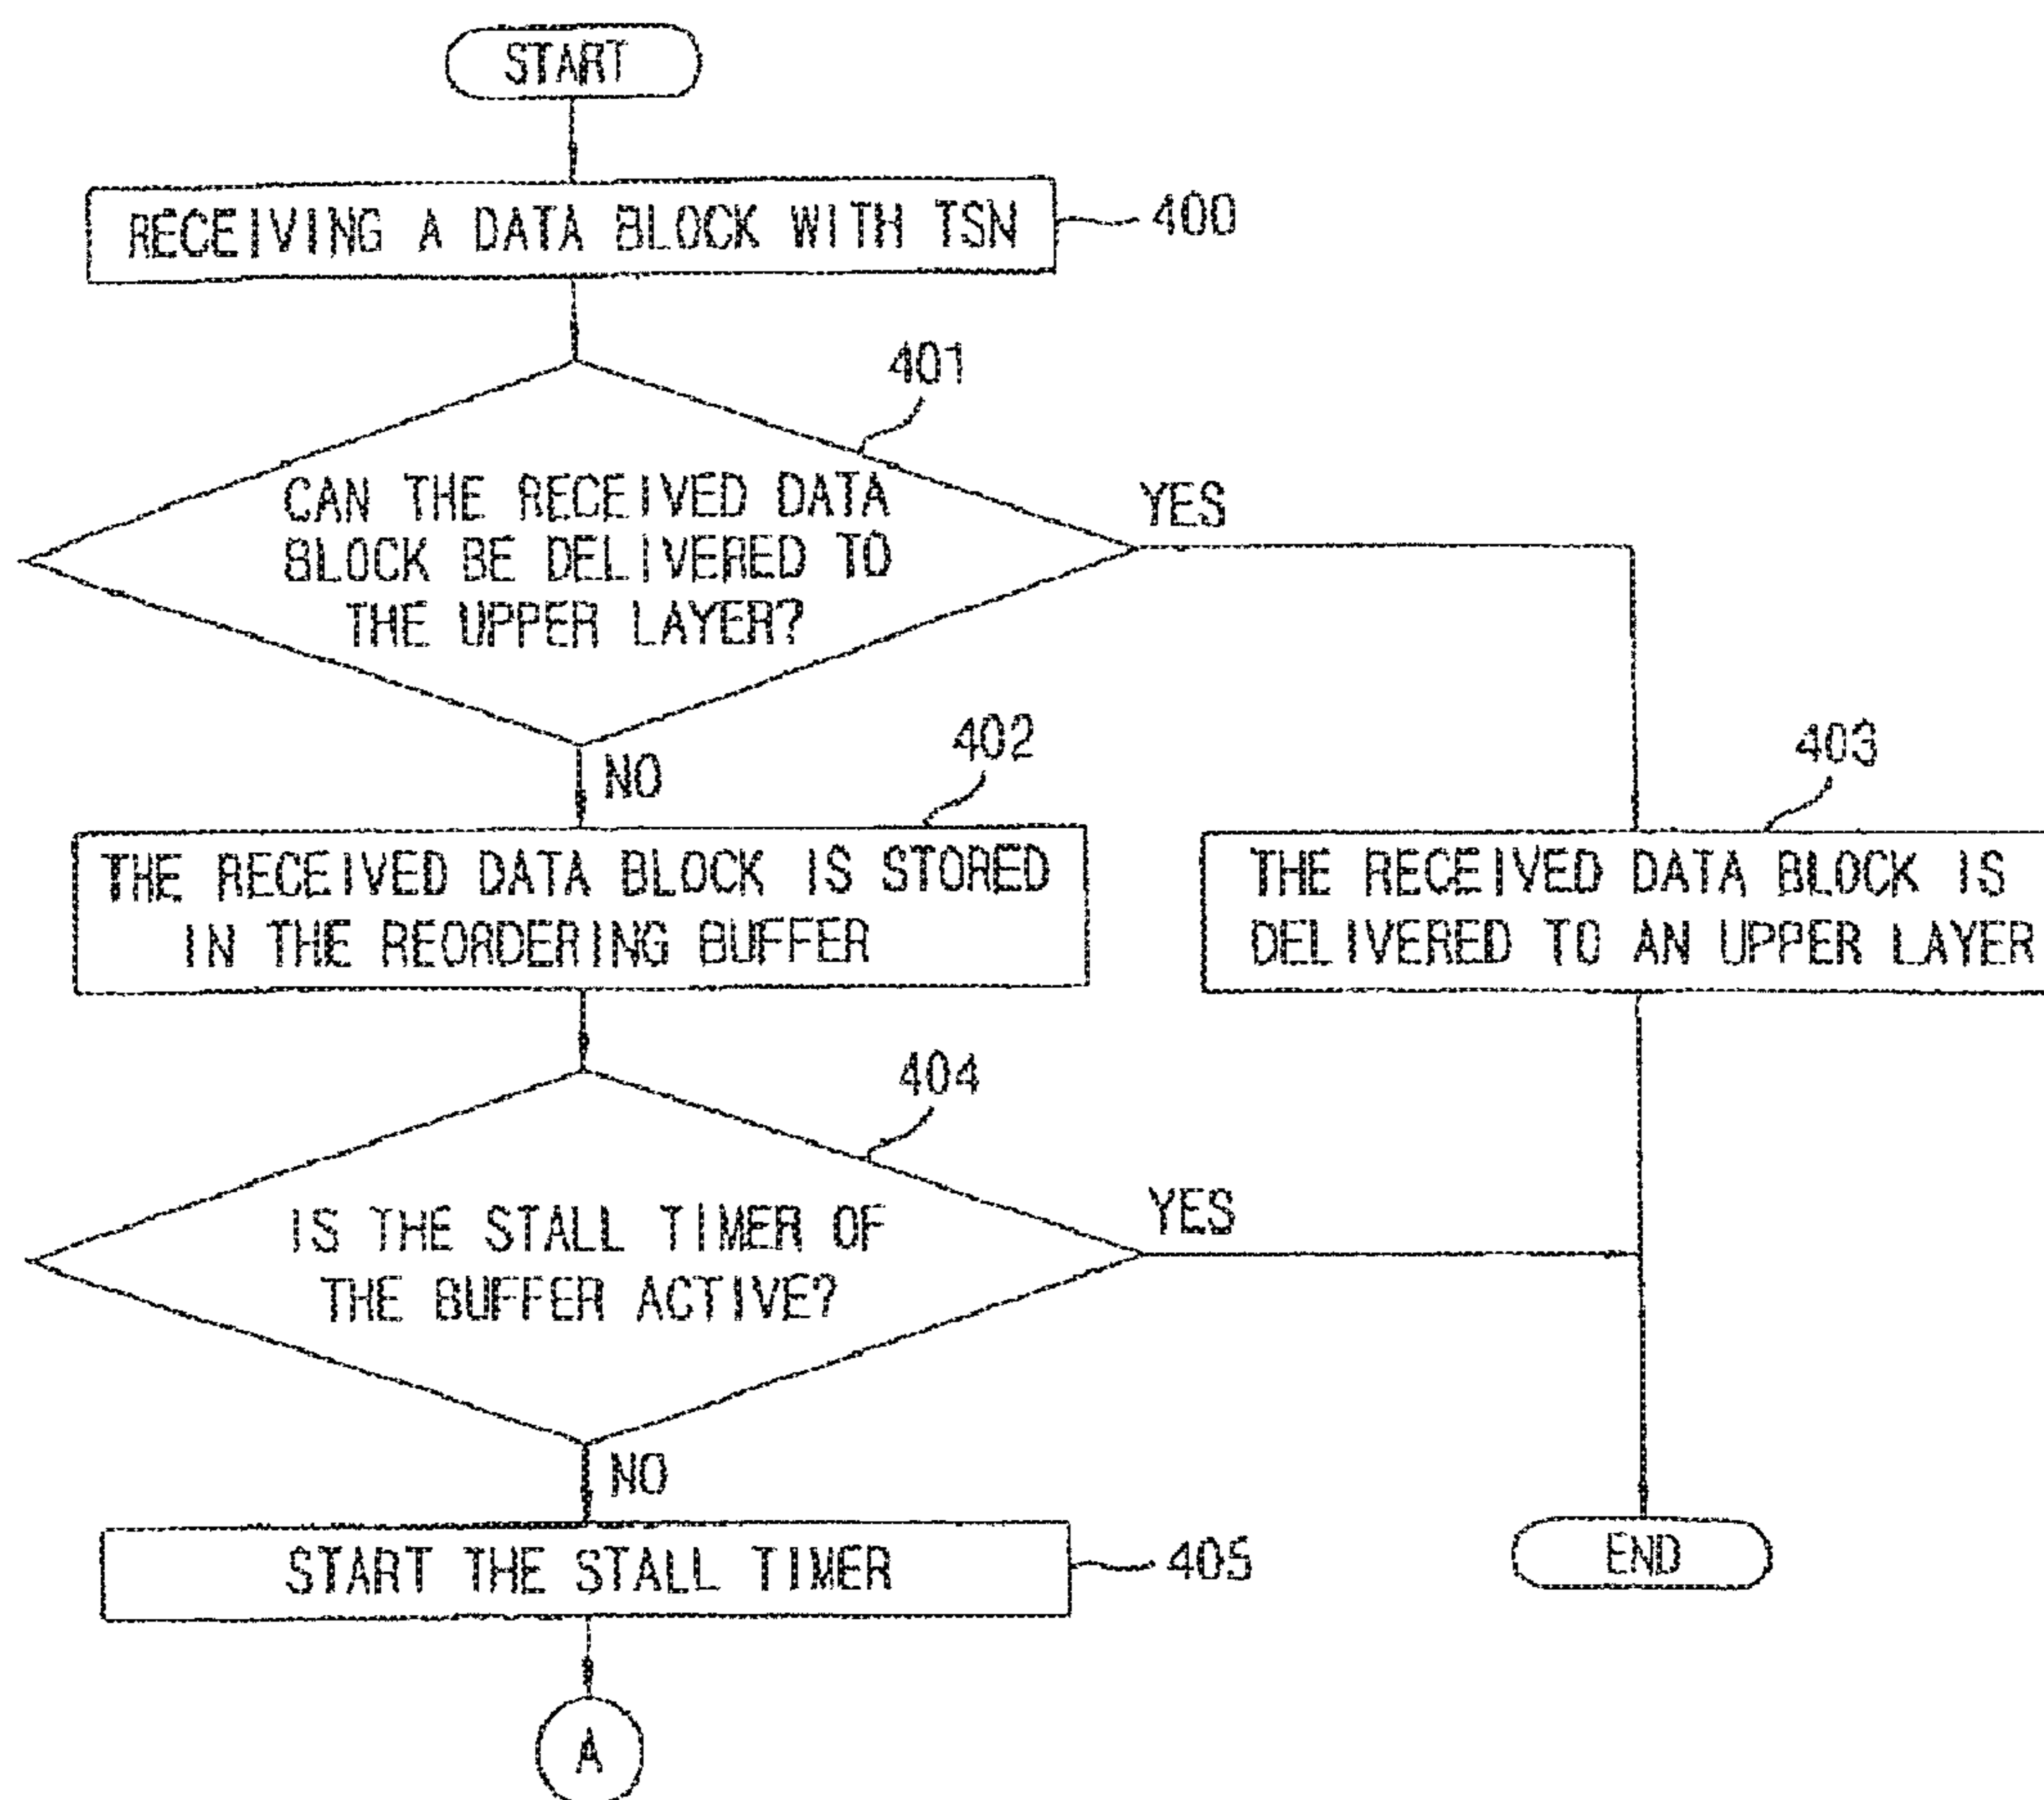 START
RECEIVING A DATA BLOCK WITH TSN
400
401
CAN THE RECEIVED DATA
BLOCK BE DELIVERED TO
THE UPPER LAYER?
YES
NO
402
THE RECEIVED DATA BLOCK IS STORED
IN THE REORDERING BUFFER
403
THE RECEIVED DATA BLOCK IS
DELIVERED TO AN UPPER LAYER
404
IS THE STALL TIMER OF
THE BUFFER ACTIVE?
YES
NO
START THE STALL TIMER
405
END
A